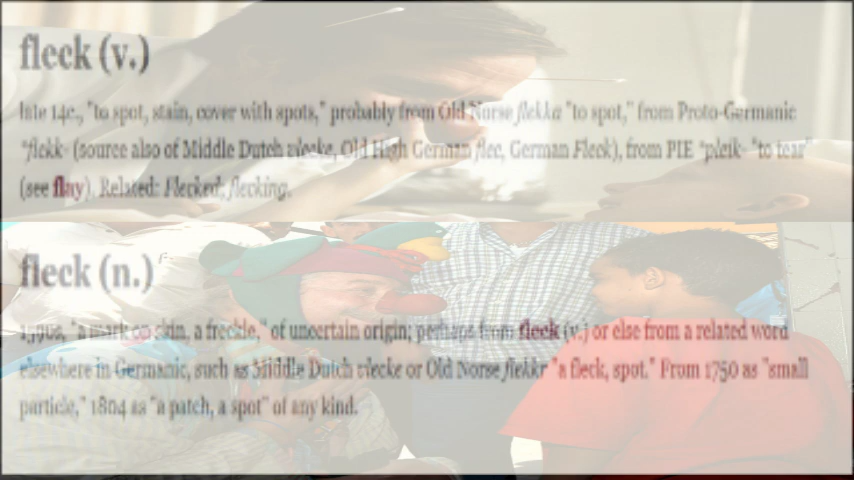 fleck (v.)
late 14c., "to spot, stain, cover with spots," probably from Old Norse flekka "to spot," from Proto-Germanic
*flekk- (source also of Middle Dutch vlecke, Old High German flec, German Fleck), from PIE *pleik- "to tear"
(see flay). Related: Flecked; flecking.
fleck (n.)
1590s, "a mark on skin, a freckle," of uncertain origin; perhaps from fleck (v.) or else from a related word
elsewhere in Germanic, such as Middle Dutch vlecke or Old Norse flekkr "a fleck, spot." From 1750 as "small
particle," 1804 as "a patch, a spot" of any kind.